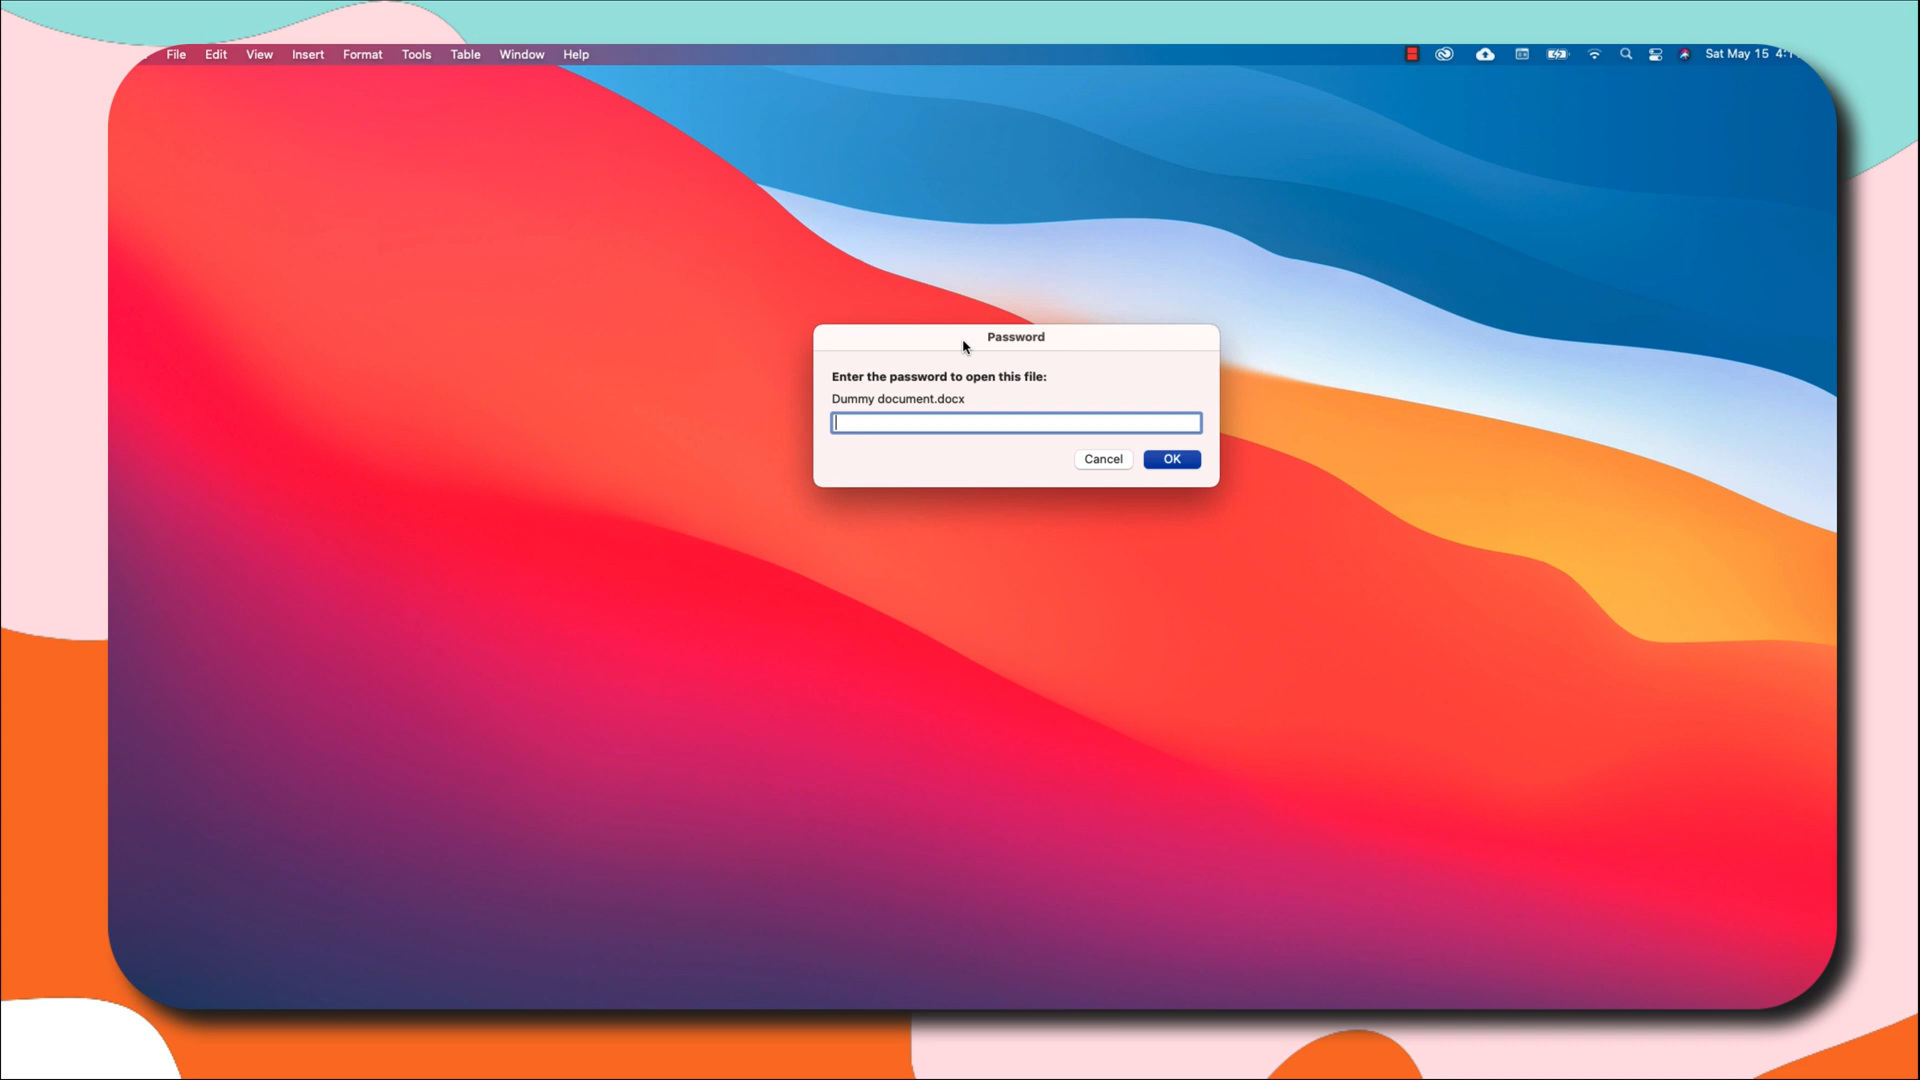 File Edit View Insert Format Tools Table Window Help Sat May 15
Password
Enter the password to open this file:
Dummy document.docx
Cancel OK